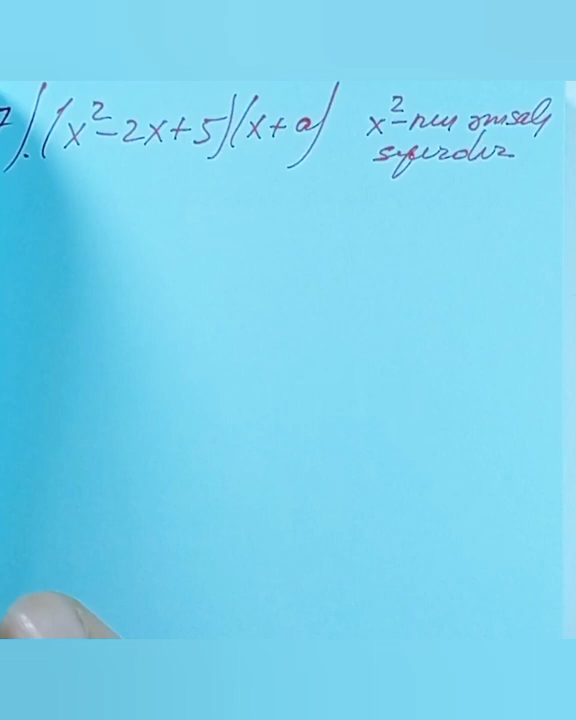 7). (x²-2x+5)(x+a) x²-nın əmsalı
sıfırdır